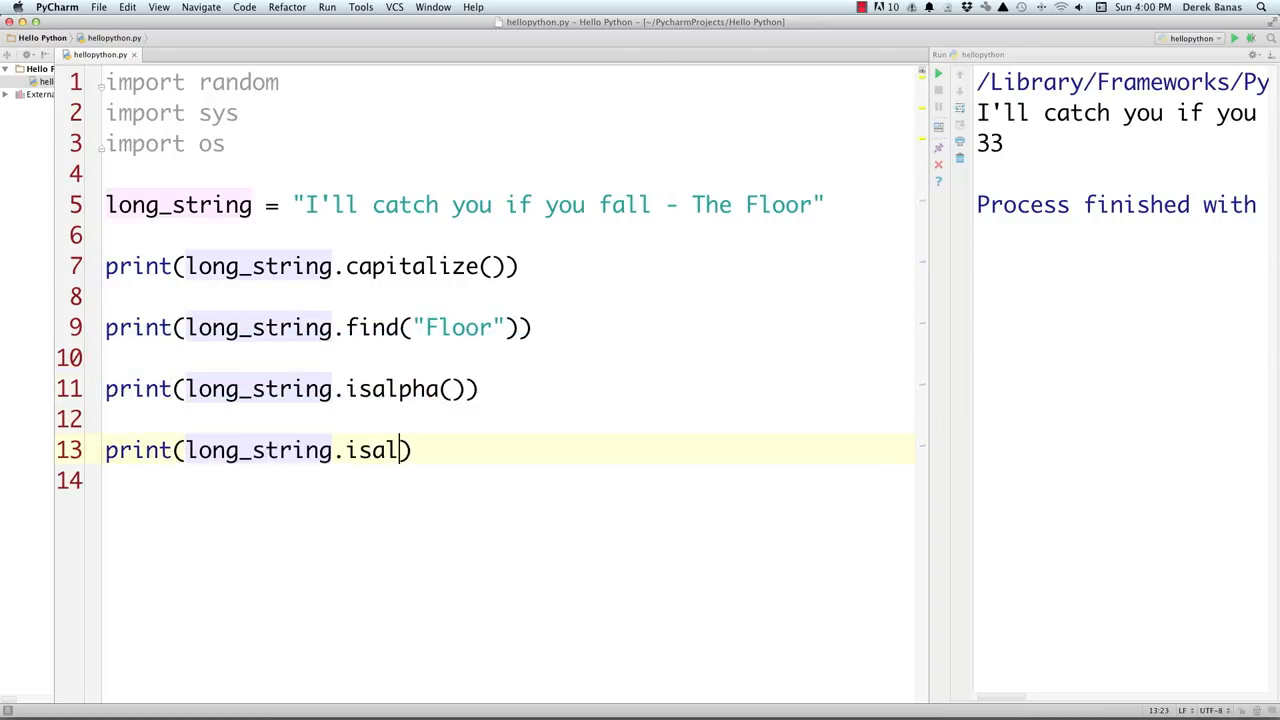 PyCharm File Edit View Navigate Code Refactor Run Tools VCS Window Help 10 Sun 4:00 PM Derek Banas
hellopython.py - Hello Python - [~/PycharmProjects/Hello Python]
Hello Python hellopython.py hellopython
hellopython.py Run hellopython
Hello P
hell
Extern
1 import random
2 import sys
3 import os
4
5 long_string = "I'll catch you if you fall - The Floor"
6
7 print(long_string.capitalize())
8
9 print(long_string.find("Floor"))
10
11 print(long_string.isalpha())
12
13 print(long_string.isal)
14
/Library/Frameworks/Py
I'll catch you if you
33
Process finished with
13:23 LF UTF-8